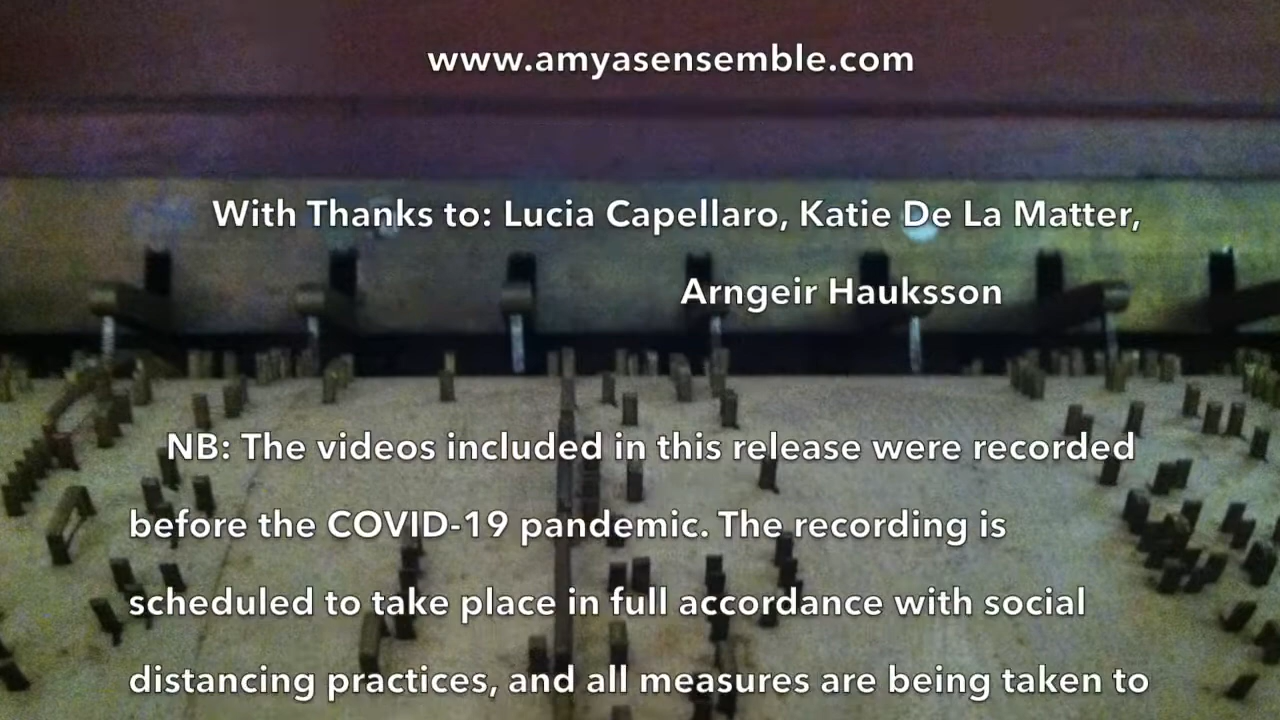 www.amyasensemble.com
With Thanks to: Lucia Capellaro, Katie De La Matter,
Arngeir Hauksson
NB: The videos included in this release were recorded
before the COVID-19 pandemic. The recording is
scheduled to take place in full accordance with social
distancing practices, and all measures are being taken to